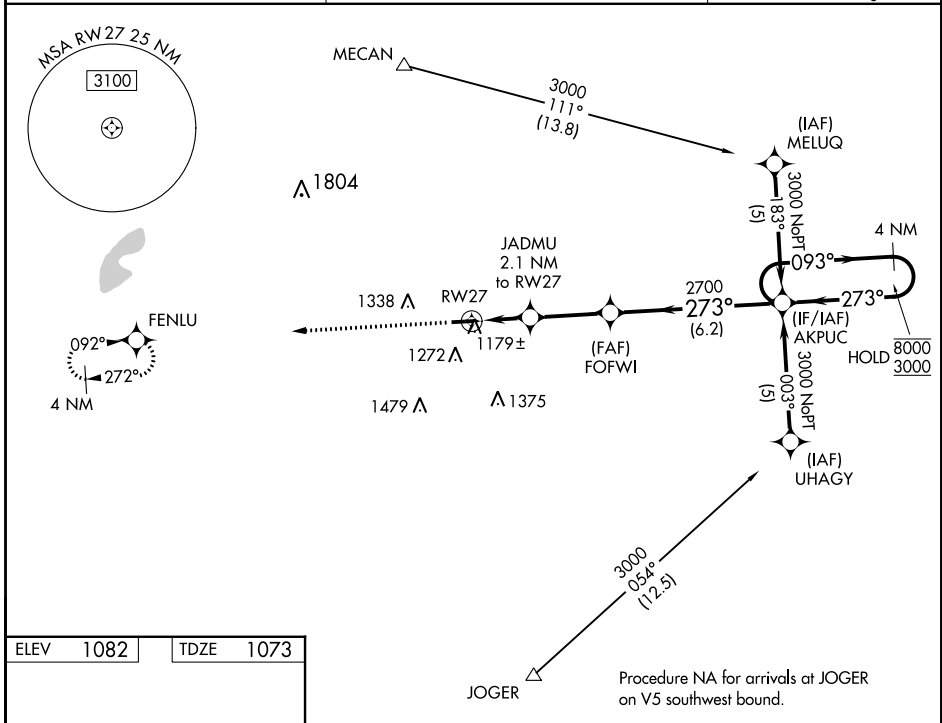 MSA RW27 25 NM
3100
MECAN
3000
111°
(13.8)
(IAF)
MELUQ
1804
3000 NoPT
183°
(5)
4 NM
093°
JADMU
2.1 NM
to RW27
1338
RW27
2700
273°
(6.2)
273°
FENLU
092°
272°
4 NM
1272
1179±
(FAF)
FOFWI
(IF/IAF)
AKPUC
HOLD
8000
3000
1479
1375
3000 NoPT
003°
(5)
(IAF)
UHAGY
3000
054°
(12.5)
ELEV 1082
TDZE 1073
JOGER
Procedure NA for arrivals at JOGER
on V5 southwest bound.